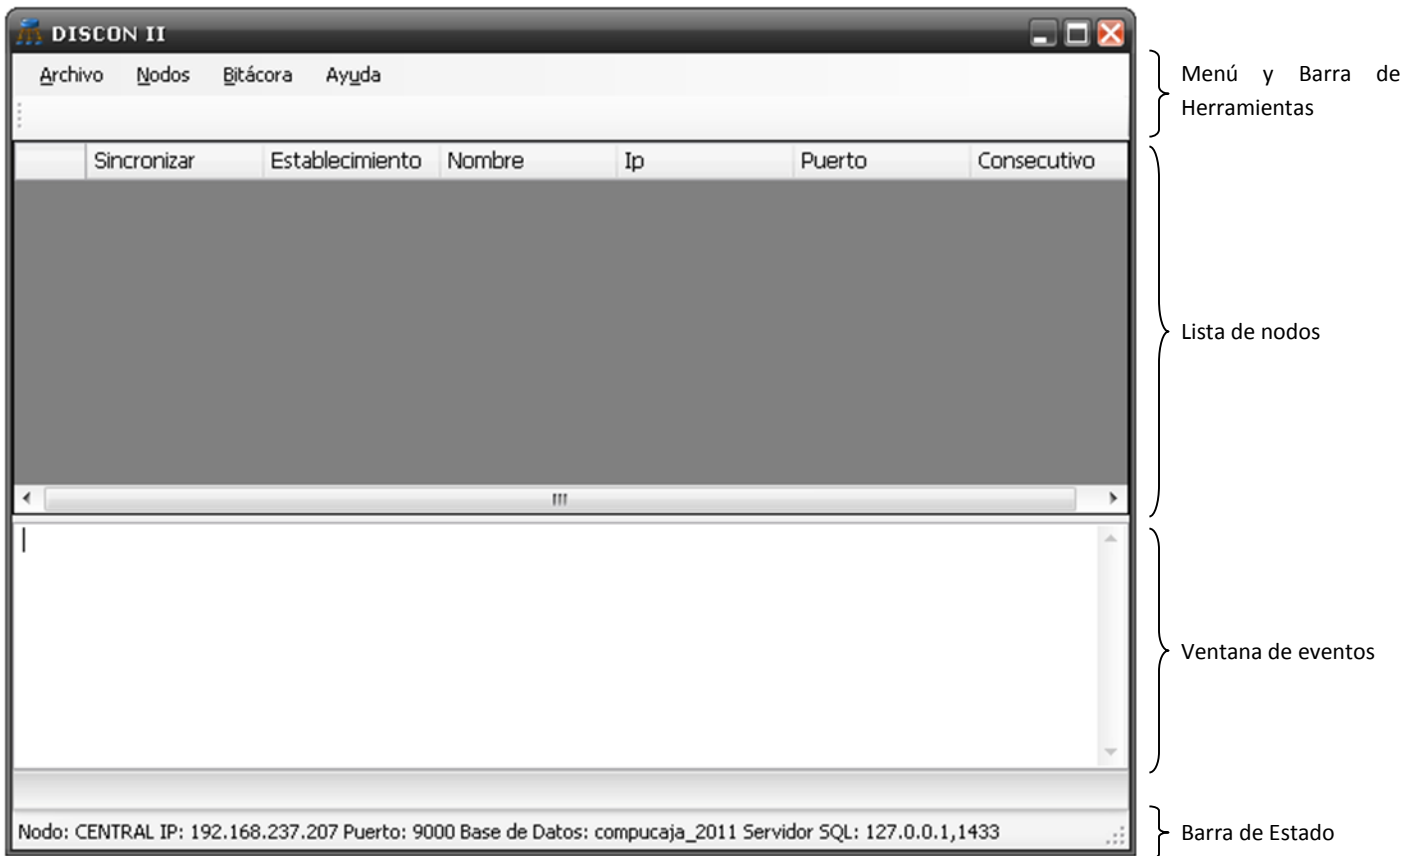 DISCON II
Archivo Nodos Bitácora Ayuda
Menú y Barra de
Herramientas
Sincronizar Establecimiento Nombre Ip Puerto Consecutivo
Lista de nodos
Ventana de eventos
Nodo: CENTRAL IP: 192.168.237.207 Puerto: 9000 Base de Datos: compucaja_2011 Servidor SQL: 127.0.0.1,1433
Barra de Estado